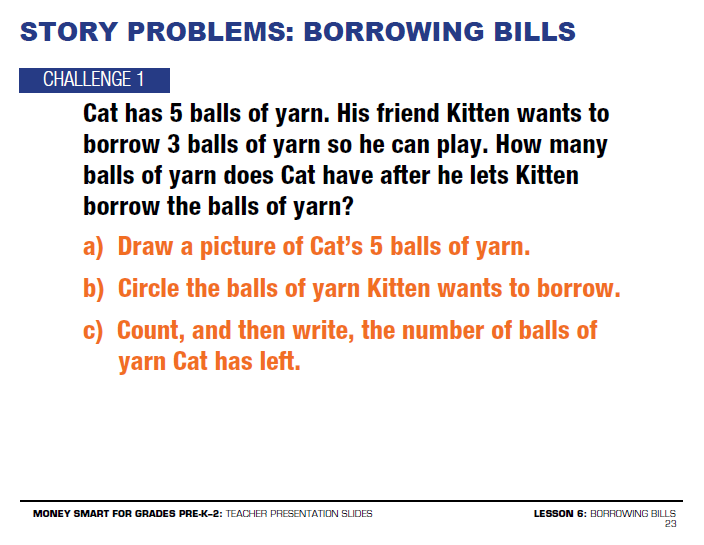 STORY PROBLEMS: BORROWING BILLS
CHALLENGE 1
Cat has 5 balls of yarn. His friend Kitten wants to
borrow 3 balls of yarn so he can play. How many
balls of yarn does Cat have after he lets Kitten
borrow the balls of yarn?
a) Draw a picture of Cat’s 5 balls of yarn.
b) Circle the balls of yarn Kitten wants to borrow.
c) Count, and then write, the number of balls of
yarn Cat has left.
MONEY SMART FOR GRADES PRE-K–2: TEACHER PRESENTATION SLIDES
LESSON 6: BORROWING BILLS
23